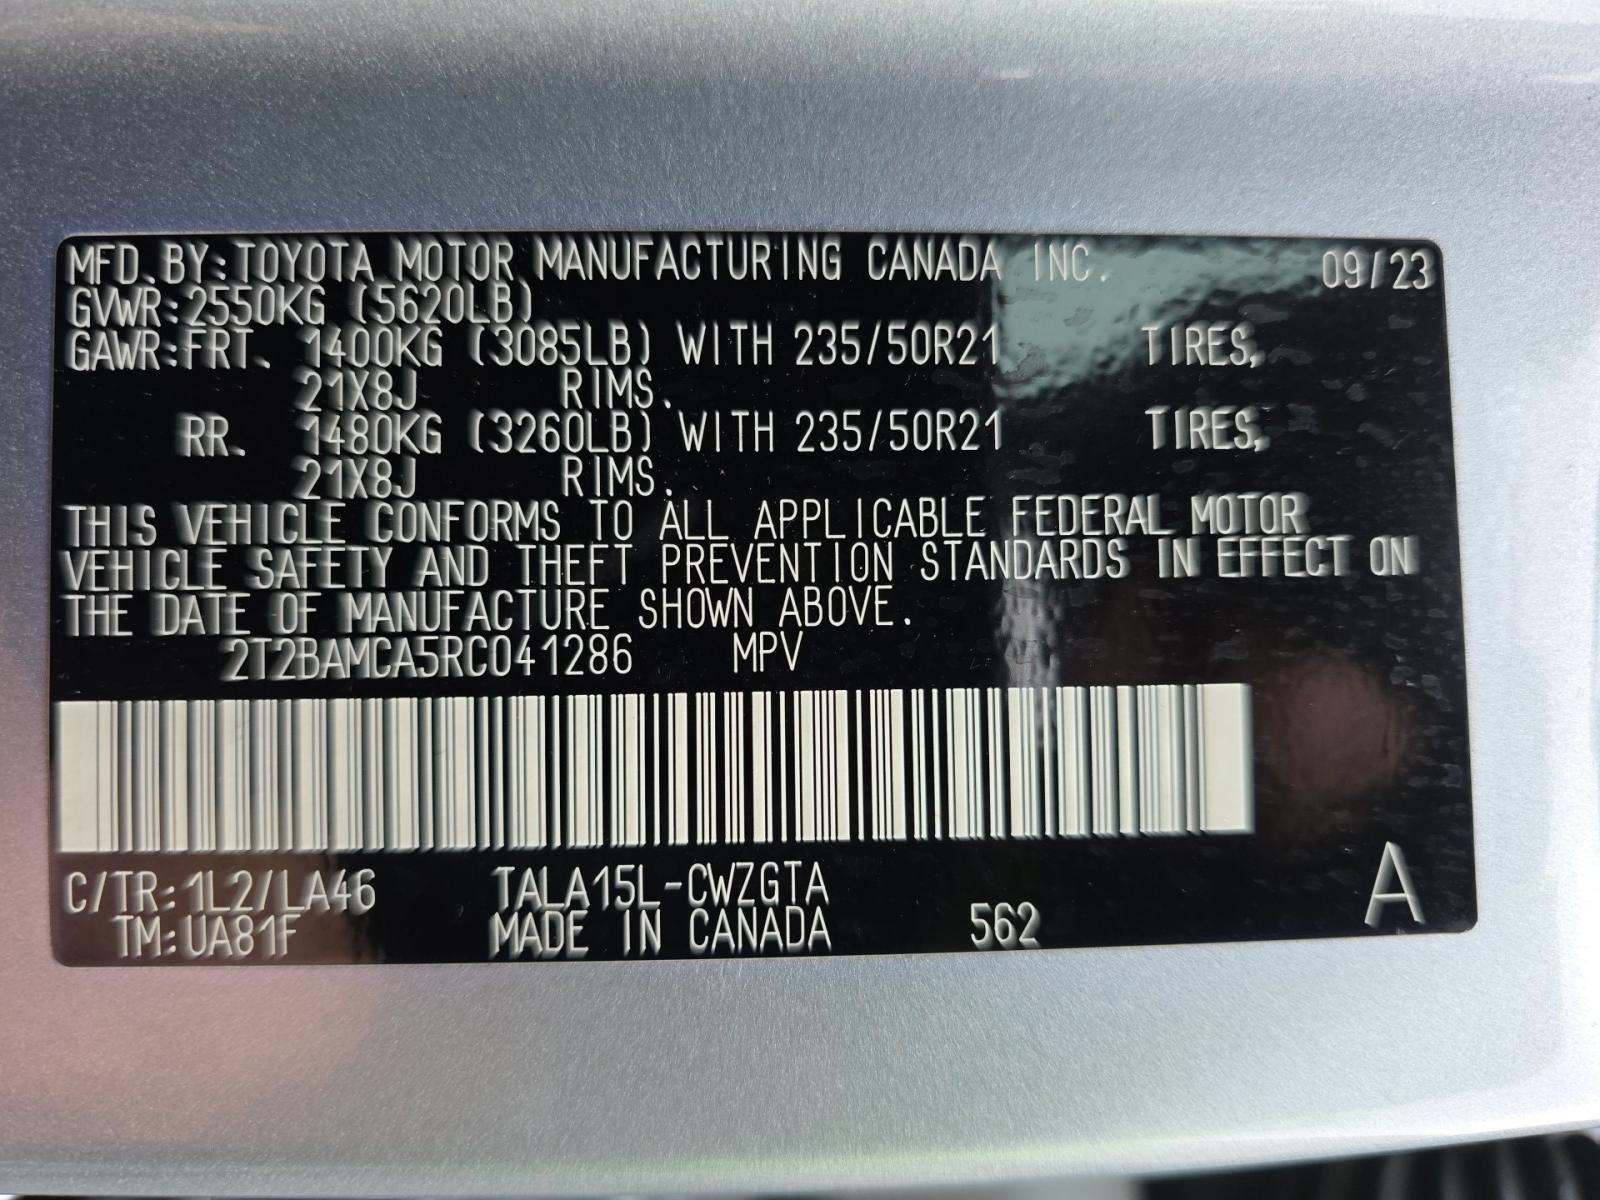 MFD. BY: TOYOTA MOTOR MANUFACTURING CANADA INC. 09/23
GVWR: 2550KG (5620LB)
GAWR: FRT. 1400KG (3085LB) WITH 235/50R21 TIRES,
21X8J RIMS.
RR. 1480KG (3260LB) WITH 235/50R21 TIRES,
21X8J RIMS.
THIS VEHICLE CONFORMS TO ALL APPLICABLE FEDERAL MOTOR
VEHICLE SAFETY AND THEFT PREVENTION STANDARDS IN EFFECT ON
THE DATE OF MANUFACTURE SHOWN ABOVE.
2T2BAMCA5RC041286 MPV
C/TR: 1L2/LA46 TALA15L-CWZGTA A
TM: UA81F MADE IN CANADA 562